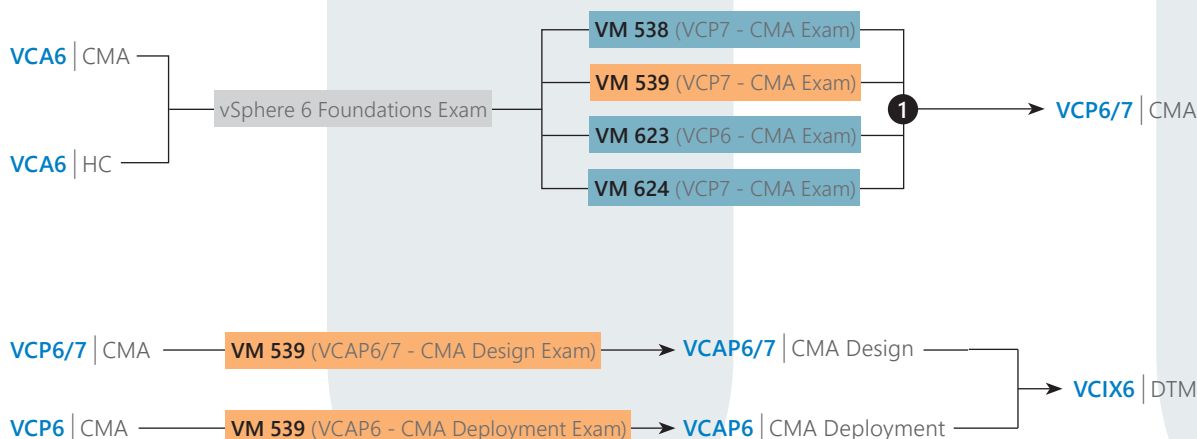 VCA6 | CMA
VCA6 | HC
vSphere 6 Foundations Exam
VM 538 (VCP7 - CMA Exam)
VM 539 (VCP7 - CMA Exam)
VM 623 (VCP6 - CMA Exam)
VM 624 (VCP7 - CMA Exam)
1
VCP6/7 | CMA
VCP6/7 | CMA
VM 539 (VCAP6/7 - CMA Design Exam)
VCAP6/7 | CMA Design
VCP6 | CMA
VM 539 (VCAP6 - CMA Deployment Exam)
VCAP6 | CMA Deployment
VCIX6 | DTM